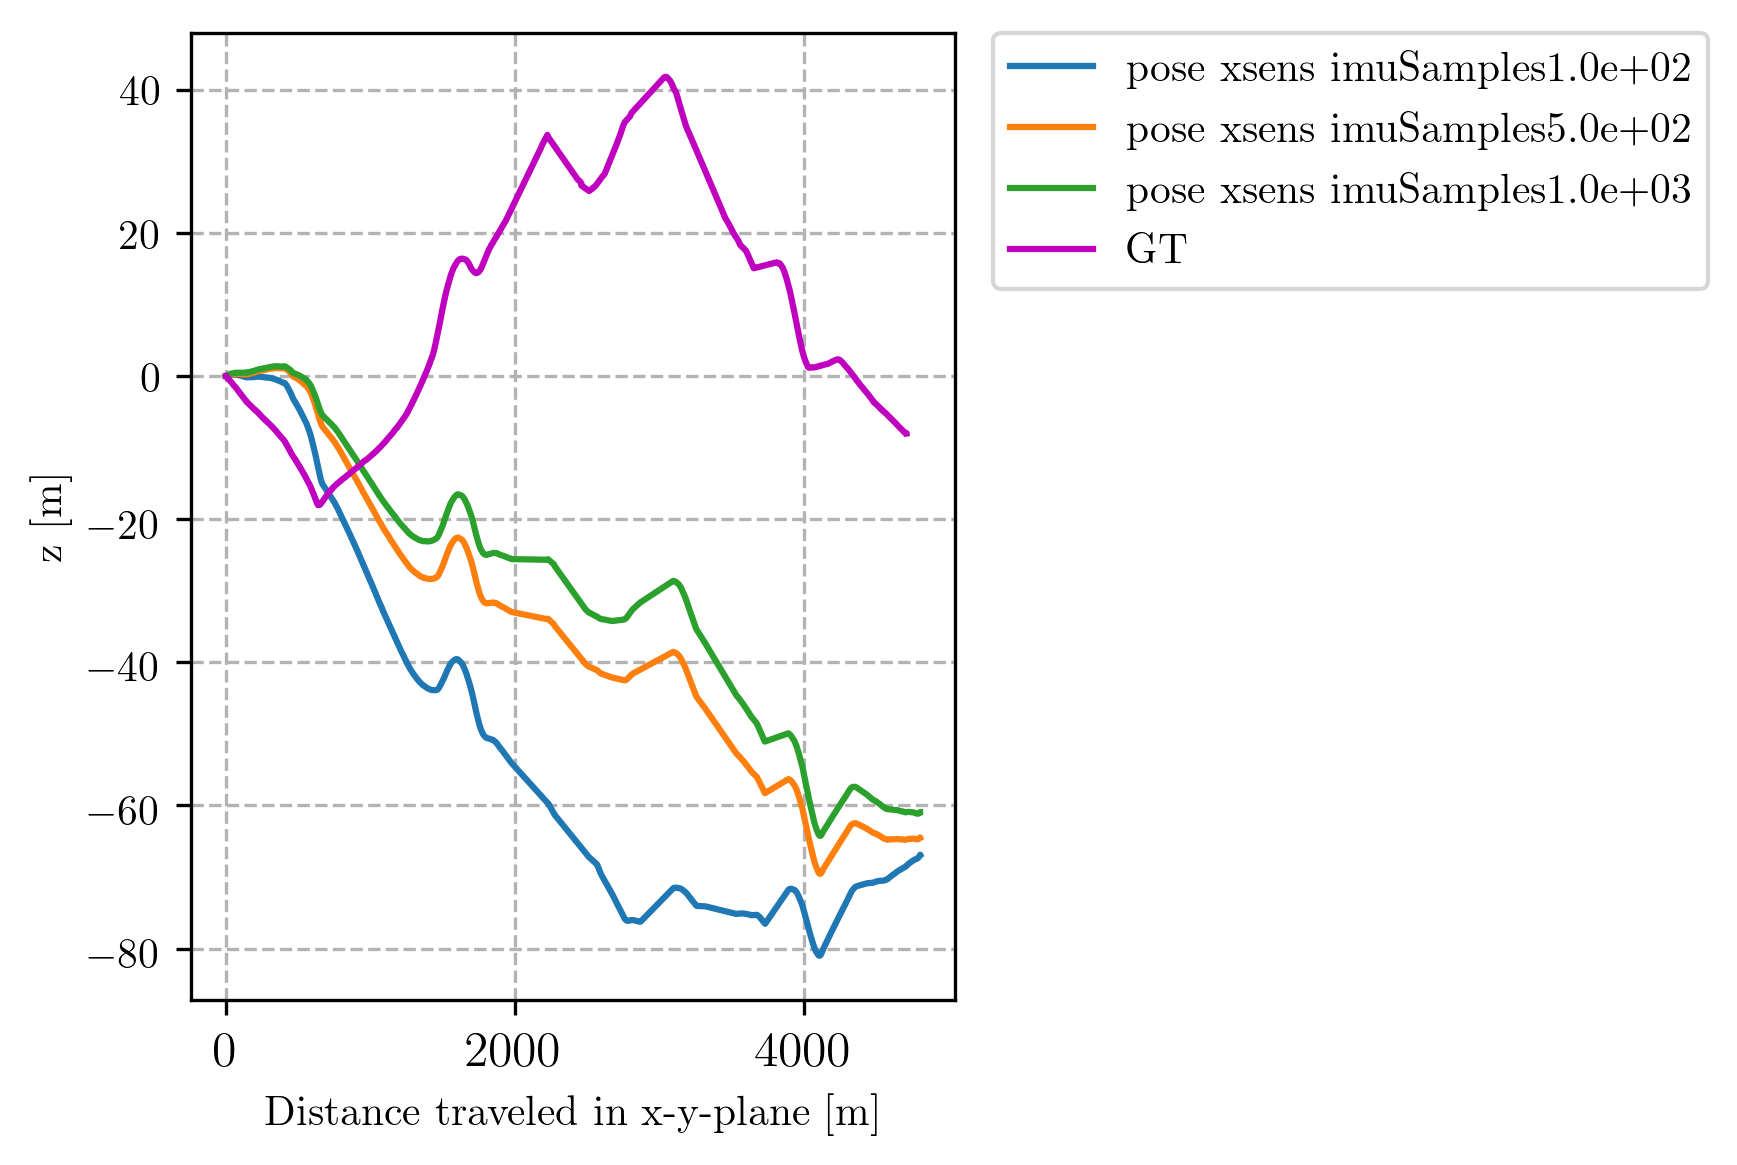 40
20
0
−20
−40
−60
−80
z [m]
0 2000 4000
Distance traveled in x-y-plane [m]
pose xsens imuSamples1.0e+02
pose xsens imuSamples5.0e+02
pose xsens imuSamples1.0e+03
GT